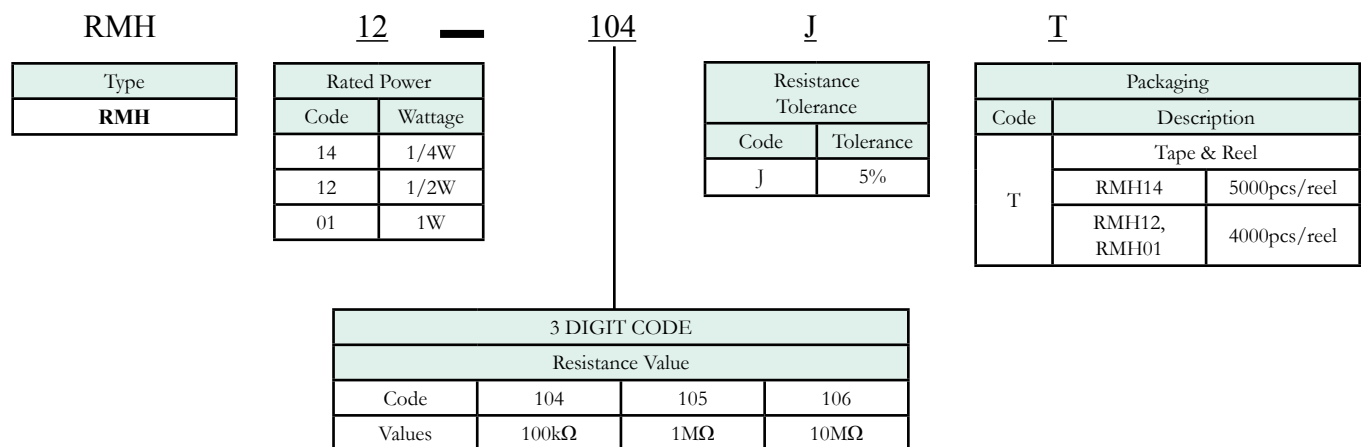 RMH 12 — 104 J T
Type
RMH
Rated Power
Code Wattage
14 1/4W
12 1/2W
01 1W
Resistance
Tolerance
Code Tolerance
J 5%
Packaging
Code Description
T
Tape & Reel
RMH14 5000pcs/reel
RMH12,
RMH01
4000pcs/reel
3 DIGIT CODE
Resistance Value
Code 104 105 106
Values 100kΩ 1MΩ 10MΩ